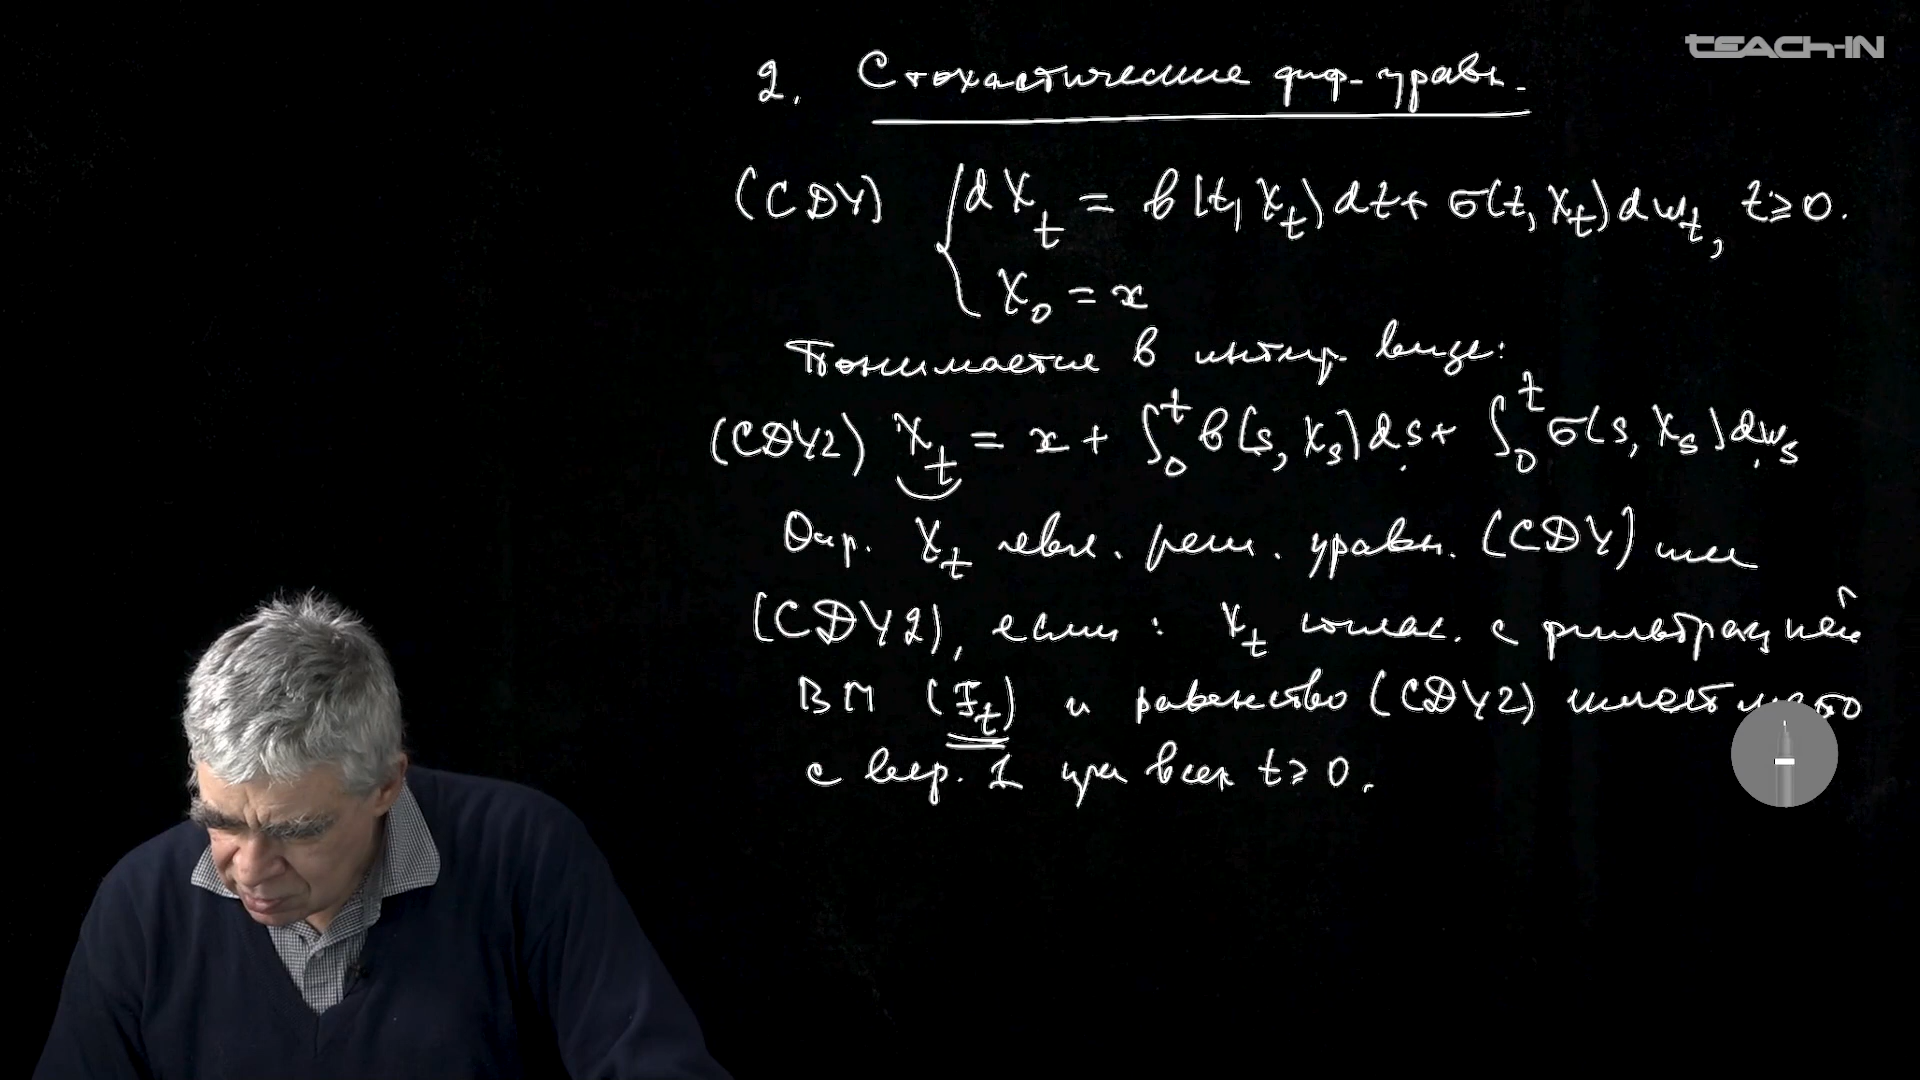 TEACH-IN
2. Стохастические диф. уравн.
(СДУ) { dX_t = b(t, X_t)dt + σ(t, X_t)dw_t, t ≥ 0.
X_0 = x
Понимается в интегр. виде:
(СДУ2) X_t = x + ∫_0^t b(s, X_s)ds + ∫_0^t σ(s, X_s)dw_s
Опр. X_t явл. реш. уравн. (СДУ) или
(СДУ2), если: X_t соглас. с фильтрацией
ВП (F_t) и равенство (СДУ2) имеет место
с вер. 1 при всех t ≥ 0.